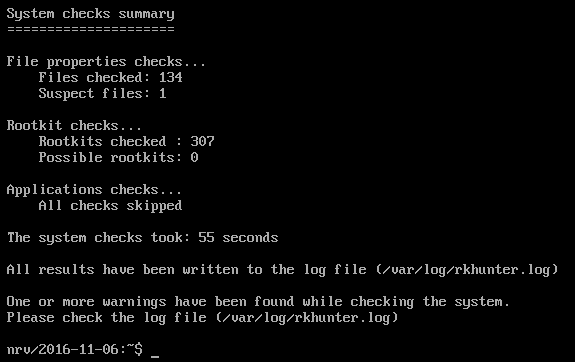 System checks summary
=====================
File properties checks...
Files checked: 134
Suspect files: 1
Rootkit checks...
Rootkits checked : 307
Possible rootkits: 0
Applications checks...
All checks skipped
The system checks took: 55 seconds
All results have been written to the log file (/var/log/rkhunter.log)
One or more warnings have been found while checking the system.
Please check the log file (/var/log/rkhunter.log)
nrv/2016-11-06:~$ _